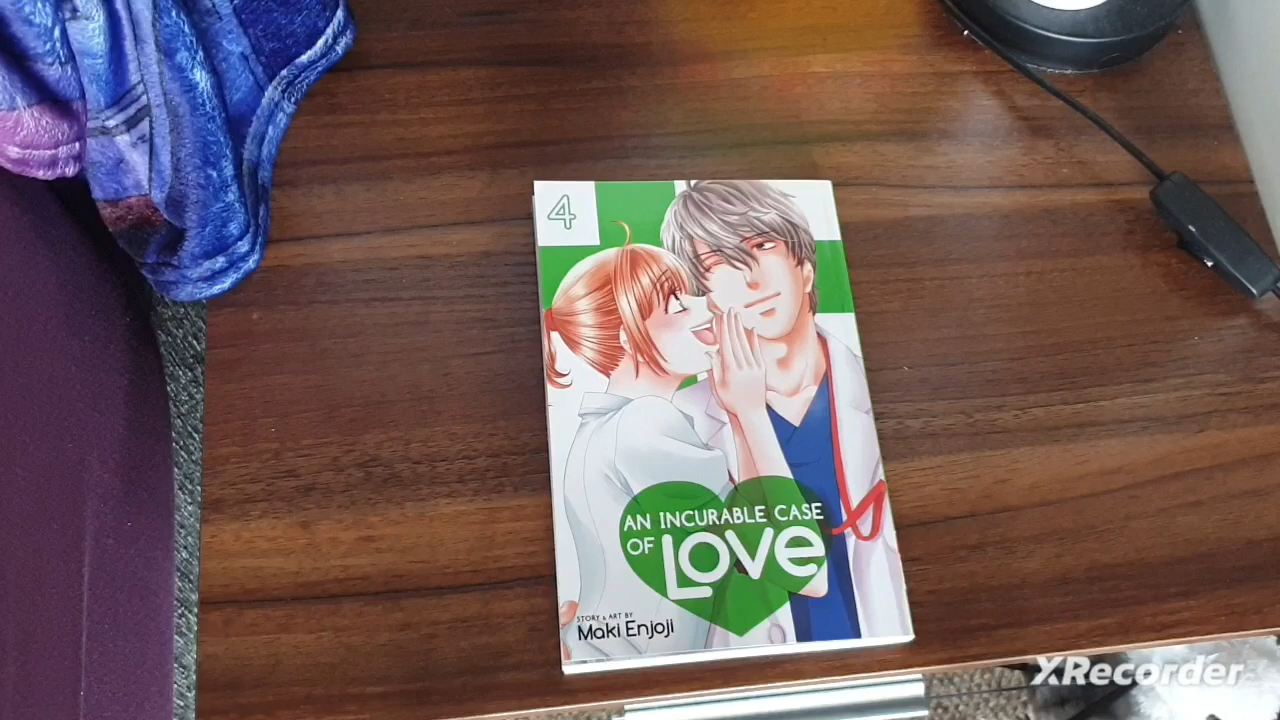 4
AN INCURABLE CASE
OF LOVE
STORY & ART BY
Maki Enjoji
XRecorder